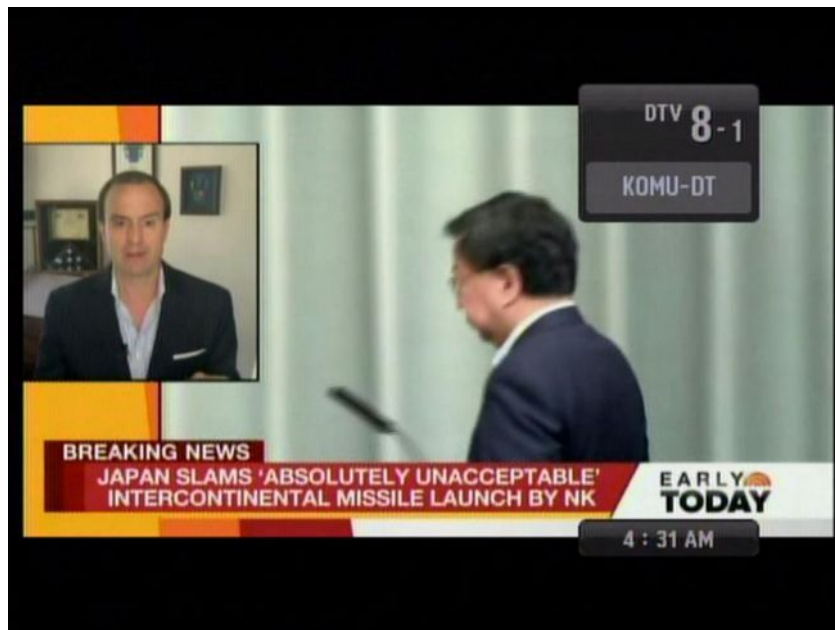 DTV 8-1
KOMU-DT
BREAKING NEWS
JAPAN SLAMS 'ABSOLUTELY UNACCEPTABLE'
INTERCONTINENTAL MISSILE LAUNCH BY NK
EARLY
TODAY
4:31 AM